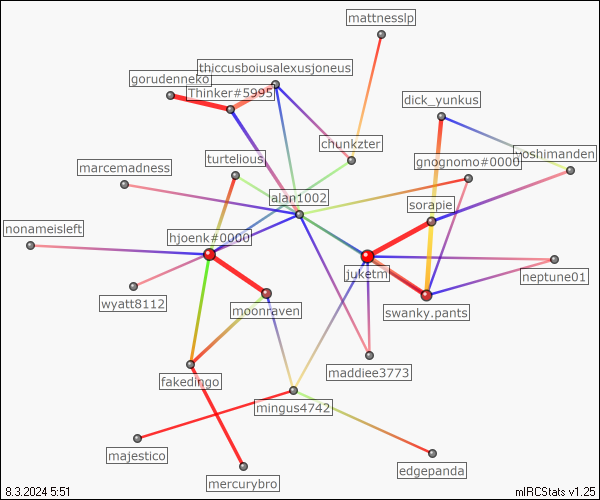 mattnesslp
thiccusboiusalexusjoneus
gorudenneko
Thinker#5995
dick_yunkus
chunkzter
yoshimanden
turtelious
gnognomo#0000
marcemadness
alan1002
sorapie
nonameisleft
hjoenk#0000
juketm
neptune01
wyatt8112
moonraven
swanky.pants
maddiee3773
fakedingo
mingus4742
majestico
edgepanda
mercurybro
8.3.2024 5:51
mIRCStats v1.25